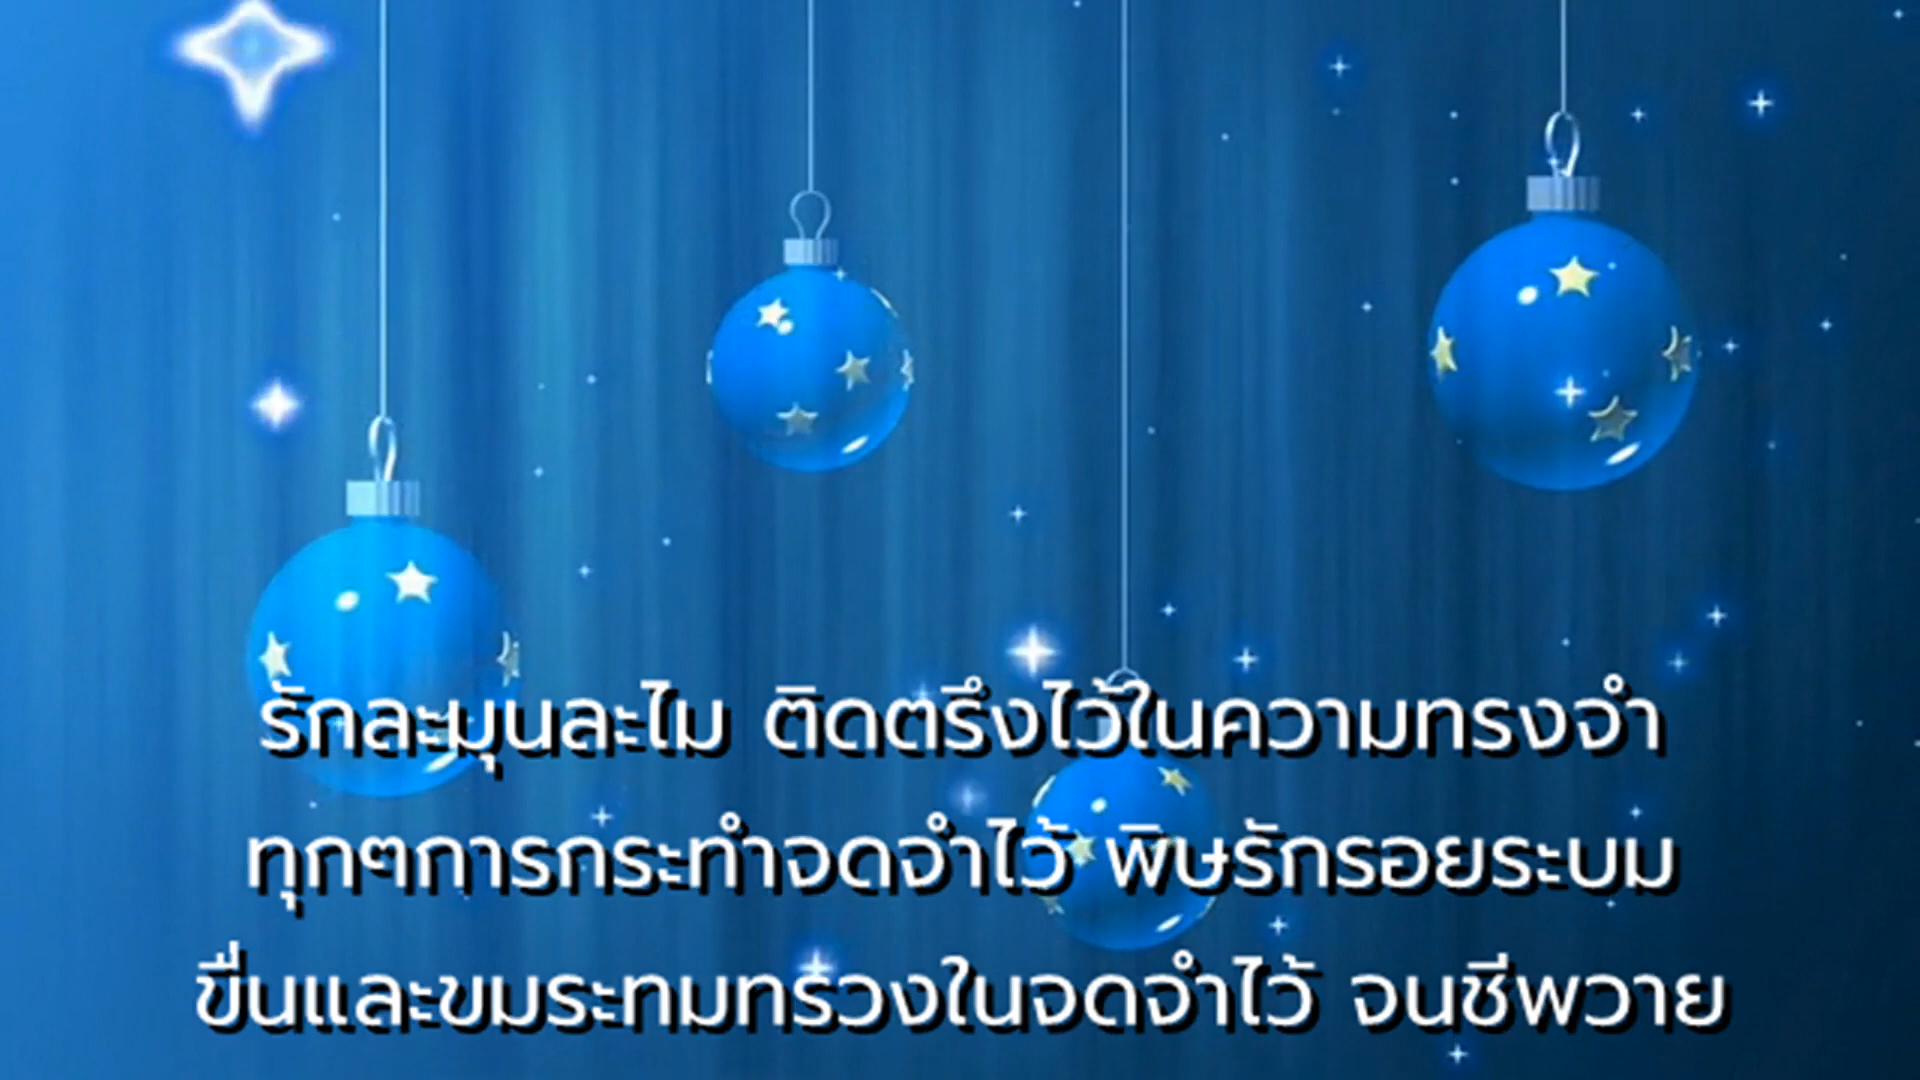 รักละมุนละไม ติดตรึงไว้ในความทรงจำ
ทุกๆการกระทำจดจำไว้ พิษรักรอยระบม
ขื่นและขมระทมทรวงในจดจำไว้ จนชีพวาย